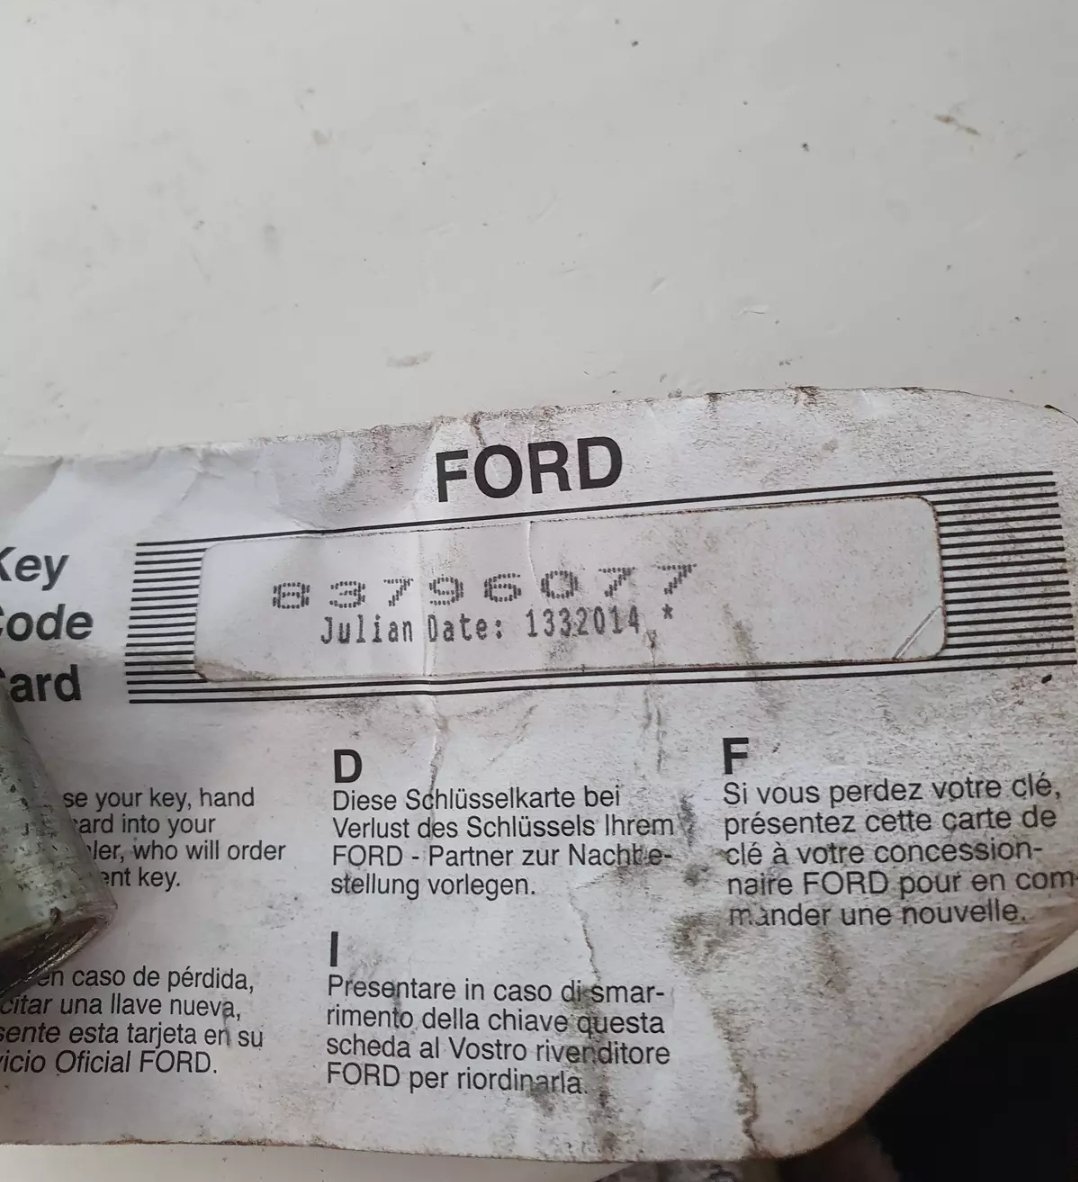 FORD
Key
Code
Card
83796077
Julian Date: 1332014 *
se your key, hand
card into your
ler, who will order
ent key.
D
Diese Schlüsselkarte bei
Verlust des Schlüssels Ihrem
FORD - Partner zur Nachbe-
stellung vorlegen.
F
Si vous perdez votre clé,
présentez cette carte de
clé à votre concession-
naire FORD pour en com-
mander une nouvelle.
en caso de pérdida,
citar una llave nueva,
sente esta tarjeta en su
vicio Oficial FORD.
I
Presentare in caso di smar-
rimento della chiave questa
scheda al Vostro rivenditore
FORD per riordinarla.